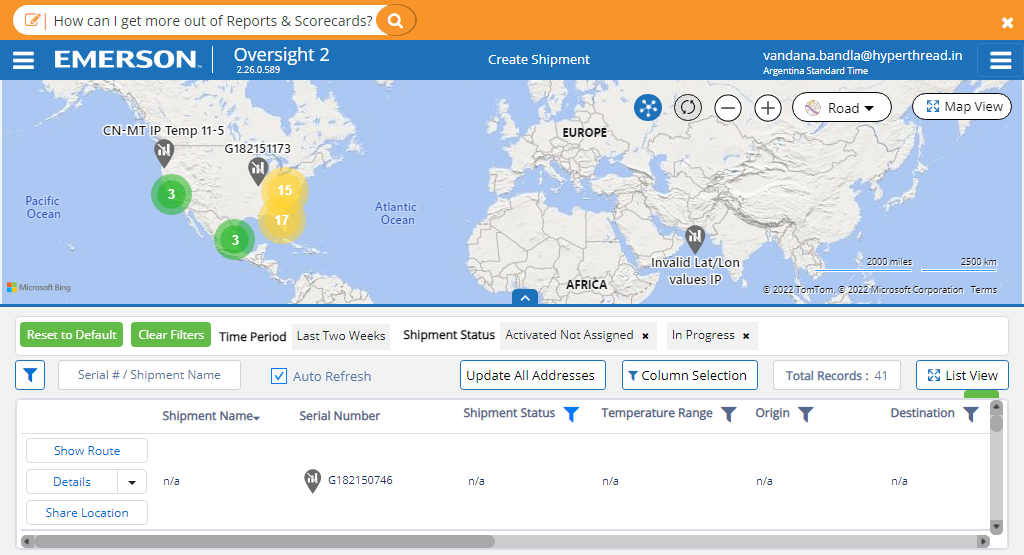 How can I get more out of Reports & Scorecards?
EMERSON
Oversight 2
2.26.0.589
Create Shipment
vandana.bandla@hyperthread.in
Argentina Standard Time
Road
Map View
CN-MT IP Temp 11-5
G182151173
EUROPE
3
15
17
3
Pacific
Ocean
Atlantic
Ocean
Invalid Lat/Lon
values IP
AFRICA
2000 miles
2500 km
Microsoft Bing
© 2022 TomTom, © 2022 Microsoft Corporation Terms
Reset to Default
Clear Filters
Time Period
Last Two Weeks
Shipment Status
Activated Not Assigned ×
In Progress ×
Serial # / Shipment Name
Auto Refresh
Update All Addresses
Column Selection
Total Records : 41
List View
Shipment Name
Serial Number
Shipment Status
Temperature Range
Origin
Destination
Show Route
Details
Share Location
n/a
G182150746
n/a
n/a
n/a
n/a